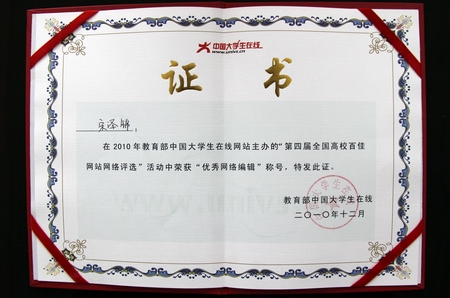 中国大学生在线
www.univs.cn
证书
在2010年教育部中国大学生在线网站主办的“第四届全国高校百佳
网站网络评选”活动中荣获“优秀网络编辑”称号，特发此证。
教育部中国大学生在线
二〇一〇年十二月